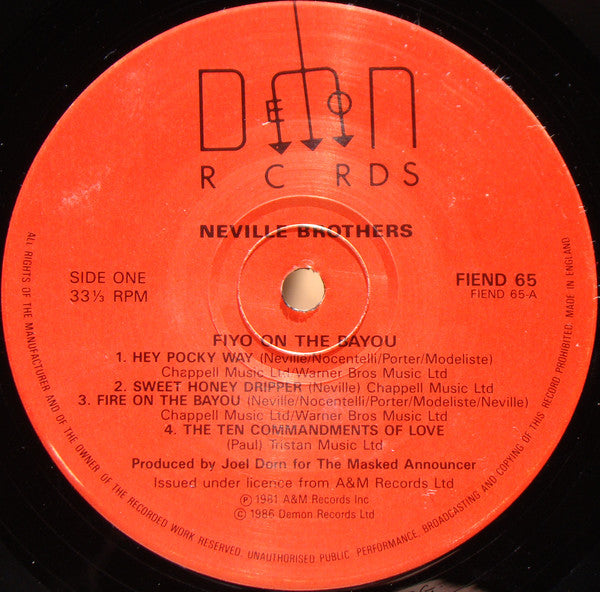 DEMON
RECORDS
NEVILLE BROTHERS
SIDE ONE
33⅓ RPM
FIEND 65
FIEND 65-A
FIYO ON THE BAYOU
1. HEY POCKY WAY (Neville/Nocentelli/Porter/Modeliste)
Chappell Music Ltd/Warner Bros Music Ltd
2. SWEET HONEY DRIPPER (Neville) Chappell Music Ltd
3. FIRE ON THE BAYOU (Neville/Nocentelli/Porter/Modeliste/Neville)
Chappell Music Ltd/Warner Bros Music Ltd
4. THE TEN COMMANDMENTS OF LOVE
(Paul) Tristan Music Ltd
Produced by Joel Dorn for The Masked Announcer
Issued under licence from A&M Records Ltd
Ⓟ 1981 A&M Records Inc
© 1986 Demon Records Ltd
ALL RIGHTS OF THE MANUFACTURER AND OF THE OWNER OF THE RECORDED WORK RESERVED. UNAUTHORISED PUBLIC PERFORMANCE, BROADCASTING AND COPYING OF THIS RECORD PROHIBITED. MADE IN ENGLAND